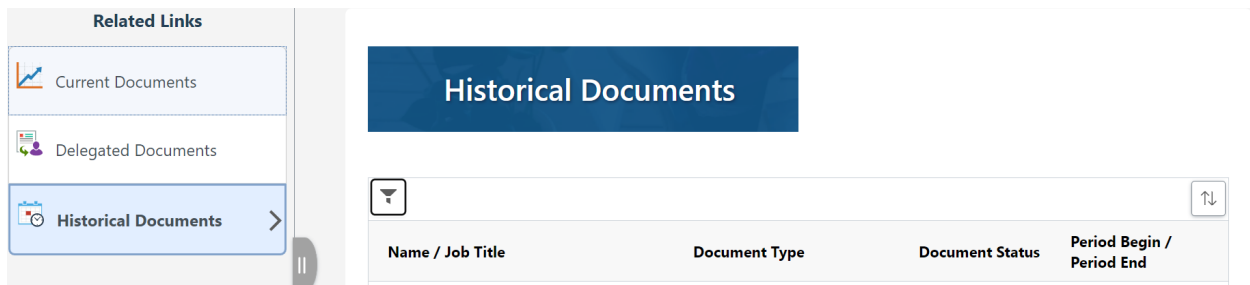 Related Links
Current Documents
Delegated Documents
Historical Documents
Historical Documents
Name / Job Title
Document Type
Document Status
Period Begin /
Period End